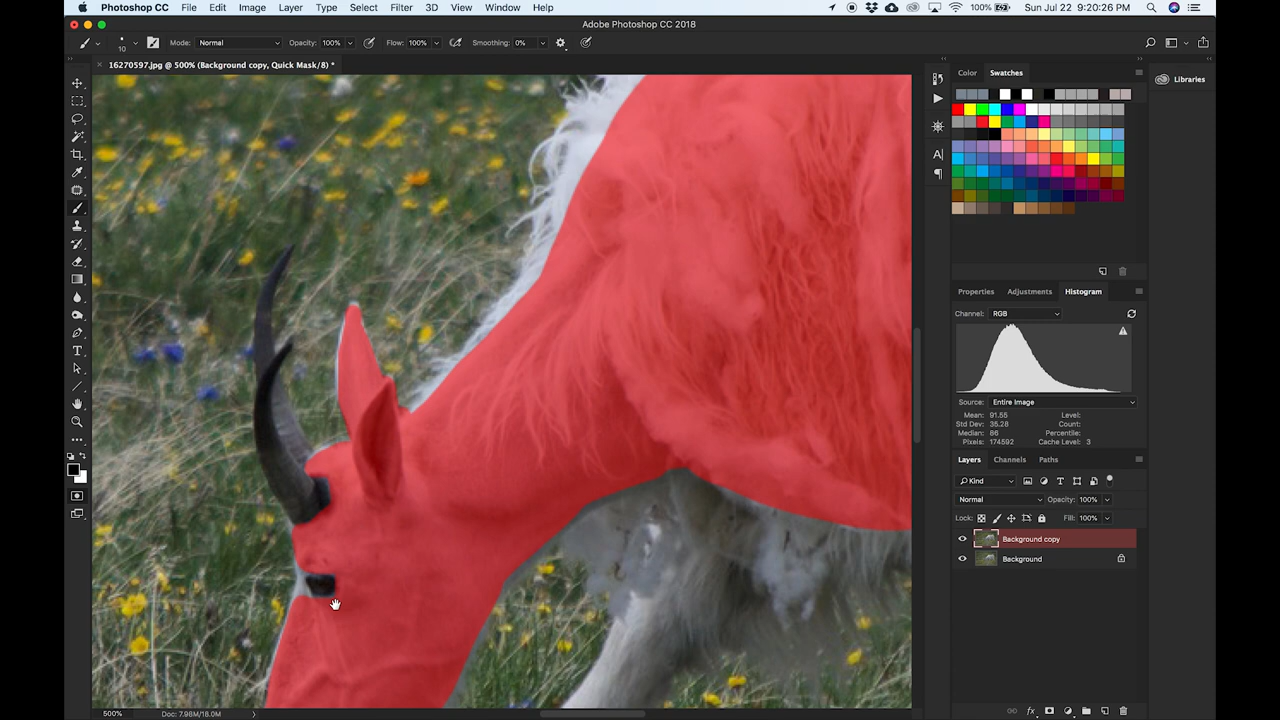 Photoshop CC File Edit Image Layer Type Select Filter 3D View Window Help 100% Sun Jul 22 9:20:26 PM
Adobe Photoshop CC 2018
10 Mode: Normal Opacity: 100% Flow: 100% Smoothing: 0%
× 16270597.jpg @ 500% (Background copy, Quick Mask/8) *
Color Swatches
Libraries
Properties Adjustments Histogram
Channel: RGB
Source: Entire Image
Mean: 91.55 Level:
Std Dev: 35.28 Count:
Median: 86 Percentile:
Pixels: 174592 Cache Level: 3
Layers Channels Paths
Kind
Normal Opacity: 100%
Lock: Fill: 100%
Background copy
Background
500% Doc: 7.98M/18.0M